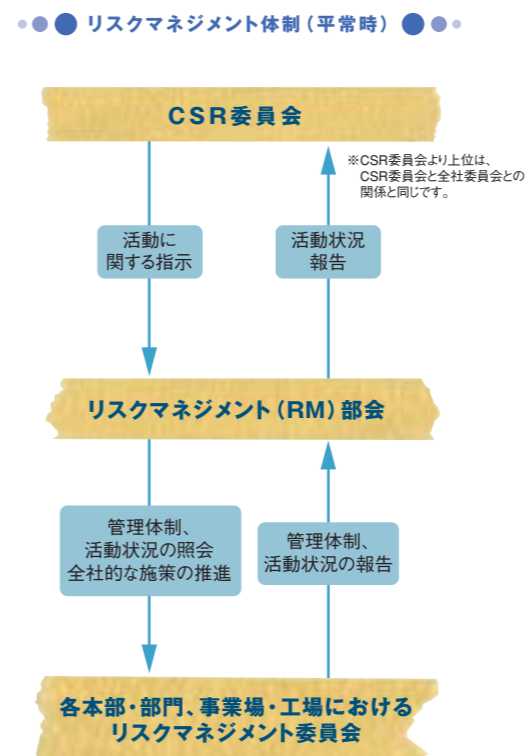 リスクマネジメント体制（平常時）
CSR委員会
※CSR委員会より上位は、
CSR委員会と全社委員会との
関係と同じです。
活動に
関する指示
活動状況
報告
リスクマネジメント（RM）部会
管理体制、
活動状況の照会
全社的な施策の推進
管理体制、
活動状況の報告
各本部・部門、事業場・工場における
リスクマネジメント委員会